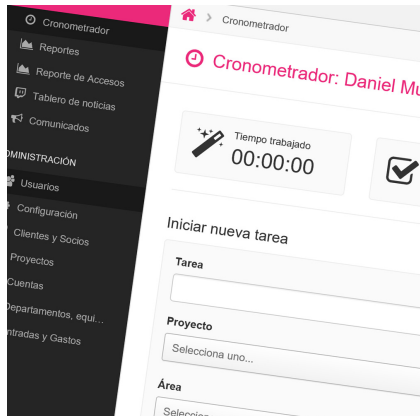 Cronometrador
Reportes
Reporte de Accesos
Tablero de noticias
Comunicados
DMINISTRACIÓN
Usuarios
Configuración
Clientes y Socios
Proyectos
Cuentas
Departamentos, equi...
ntradas y Gastos
Cronometrador
Cronometrador: Daniel Mu
Tiempo trabajado
00:00:00
Iniciar nueva tarea
Tarea
Proyecto
Selecciona uno...
Área
Seleccion